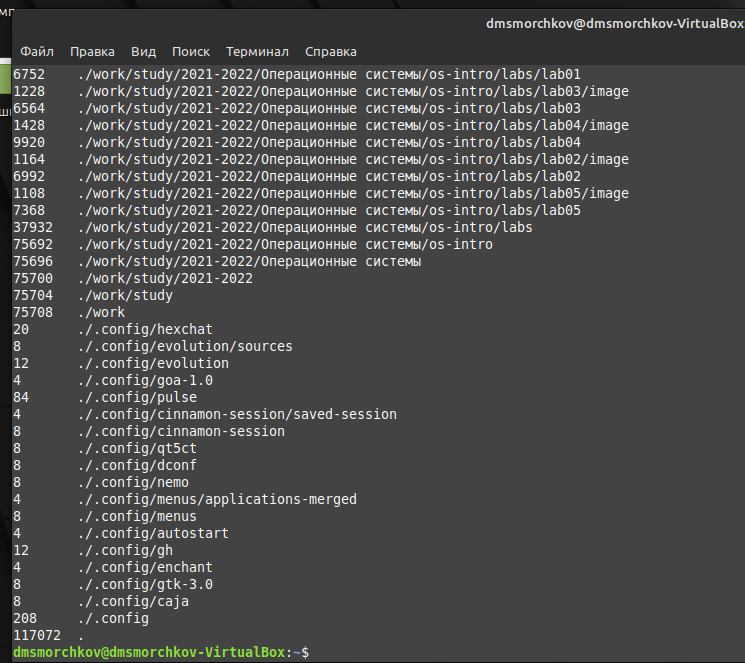 dmsmorchkov@dmsmorchkov-VirtualBox
Файл Правка Вид Поиск Терминал Справка
6752 ./work/study/2021-2022/Операционные системы/os-intro/labs/lab01
1228 ./work/study/2021-2022/Операционные системы/os-intro/labs/lab03/image
6564 ./work/study/2021-2022/Операционные системы/os-intro/labs/lab03
1428 ./work/study/2021-2022/Операционные системы/os-intro/labs/lab04/image
9920 ./work/study/2021-2022/Операционные системы/os-intro/labs/lab04
1164 ./work/study/2021-2022/Операционные системы/os-intro/labs/lab02/image
6992 ./work/study/2021-2022/Операционные системы/os-intro/labs/lab02
1108 ./work/study/2021-2022/Операционные системы/os-intro/labs/lab05/image
7368 ./work/study/2021-2022/Операционные системы/os-intro/labs/lab05
37932 ./work/study/2021-2022/Операционные системы/os-intro/labs
75692 ./work/study/2021-2022/Операционные системы/os-intro
75696 ./work/study/2021-2022/Операционные системы
75700 ./work/study/2021-2022
75704 ./work/study
75708 ./work
20 ./.config/hexchat
8 ./.config/evolution/sources
12 ./.config/evolution
4 ./.config/goa-1.0
84 ./.config/pulse
4 ./.config/cinnamon-session/saved-session
8 ./.config/cinnamon-session
8 ./.config/qt5ct
8 ./.config/dconf
8 ./.config/nemo
4 ./.config/menus/applications-merged
8 ./.config/menus
4 ./.config/autostart
12 ./.config/gh
4 ./.config/enchant
8 ./.config/gtk-3.0
8 ./.config/caja
208 ./.config
117072 .
dmsmorchkov@dmsmorchkov-VirtualBox:~$